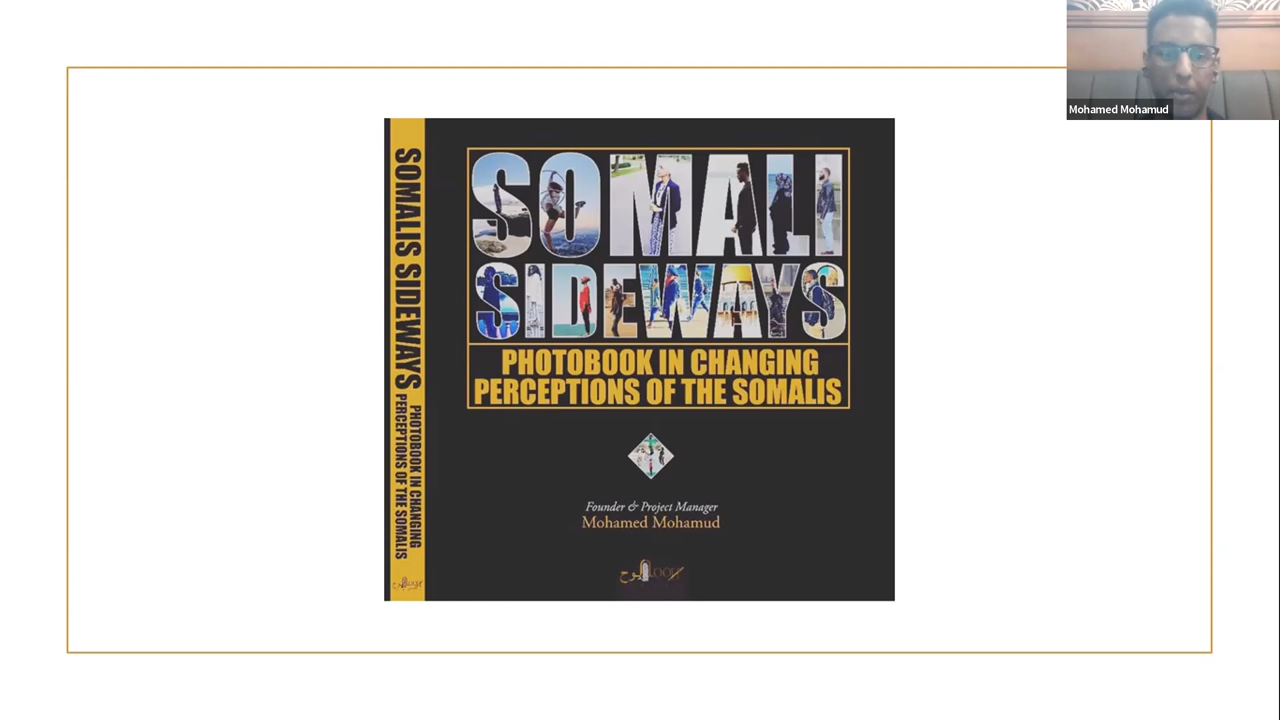 Mohamed Mohamud
SOMALIS SIDEWAYS
PHOTOBOOK IN CHANGING
PERCEPTIONS OF THE SOMALIS
SOMALI
SIDEWAYS
PHOTOBOOK IN CHANGING
PERCEPTIONS OF THE SOMALIS
Founder & Project Manager
Mohamed Mohamud